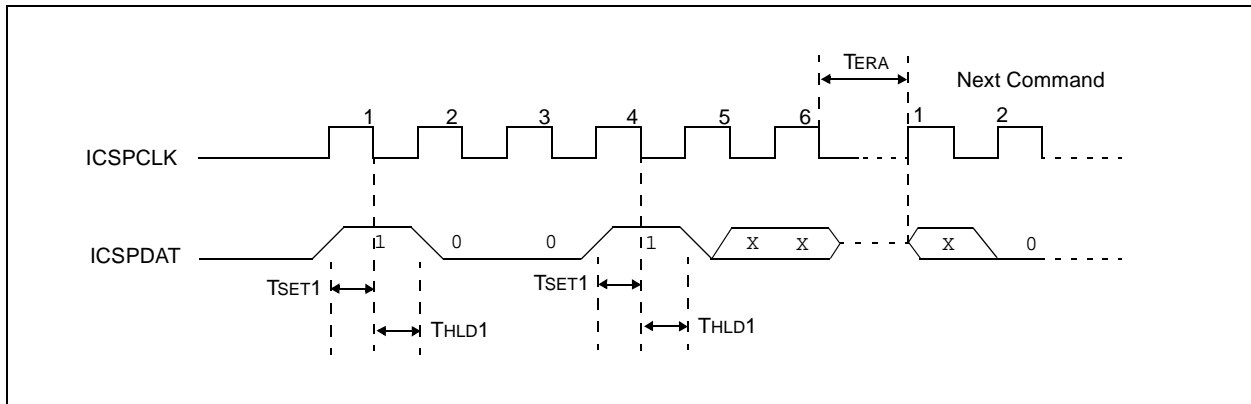 TERA
Next Command
1 2 3 4 5 6 1 2
ICSPCLK
ICSPDAT
1 0 0 1 X X X 0
TSET1 TSET1
THLD1 THLD1